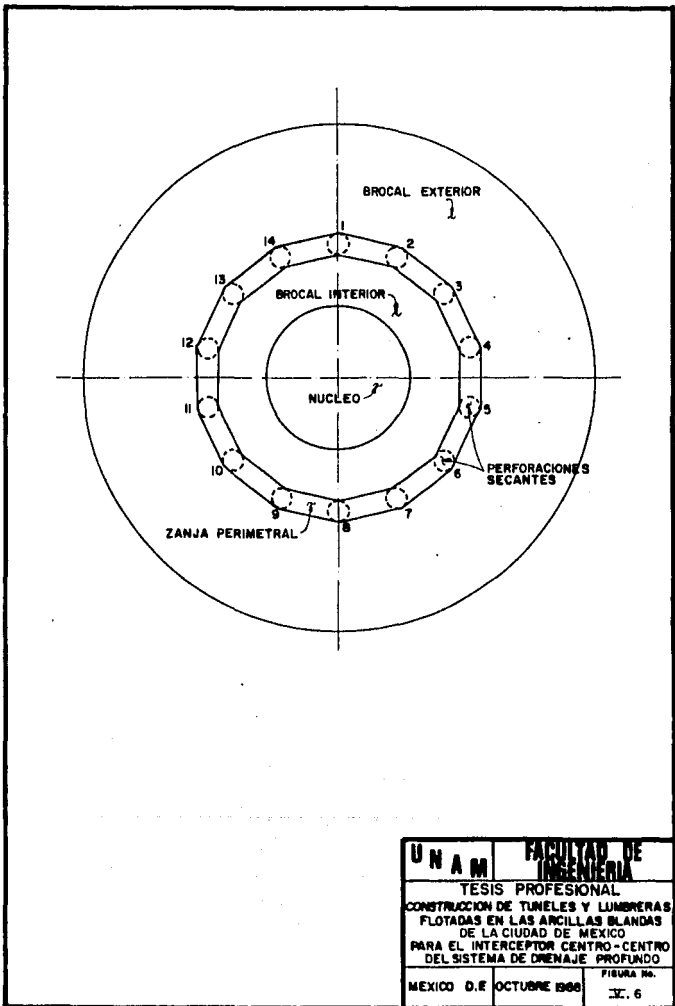 BROCAL EXTERIOR
1
14
2
13
3
BROCAL INTERIOR
12
4
NUCLEO
11
5
10
6
PERFORACIONES
SECANTES
9
8
7
ZANJA PERIMETRAL
UNAM
FACULTAD DE
INGENIERIA
TESIS PROFESIONAL
CONSTRUCCION DE TUNELES Y LUMBRERAS
FLOTADAS EN LAS ARCILLAS BLANDAS
DE LA CIUDAD DE MEXICO
PARA EL INTERCEPTOR CENTRO-CENTRO
DEL SISTEMA DE DRENAJE PROFUNDO
MEXICO D.F
OCTUBRE
FIGURA No.
V. 6